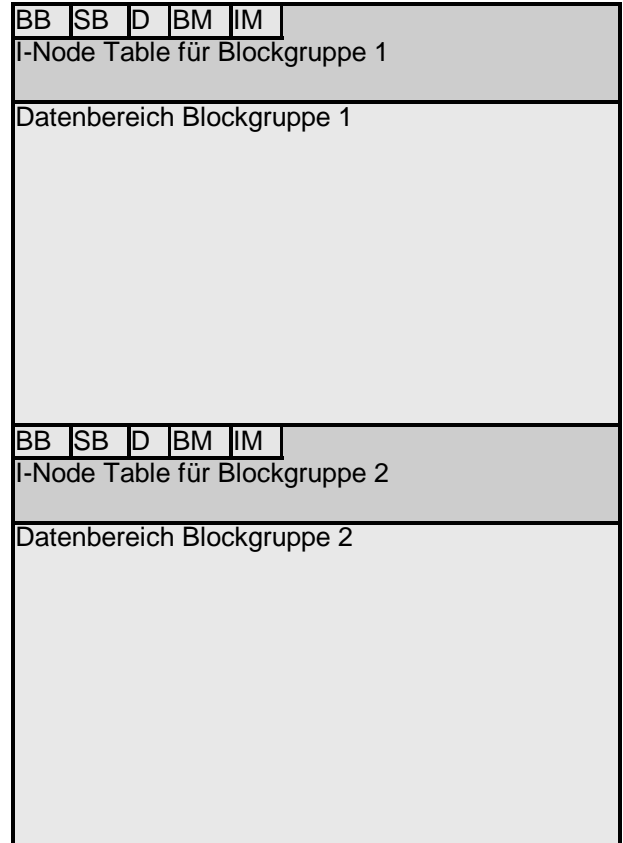 BB SB D BM IM
I-Node Table für Blockgruppe 1
Datenbereich Blockgruppe 1
BB SB D BM IM
I-Node Table für Blockgruppe 2
Datenbereich Blockgruppe 2